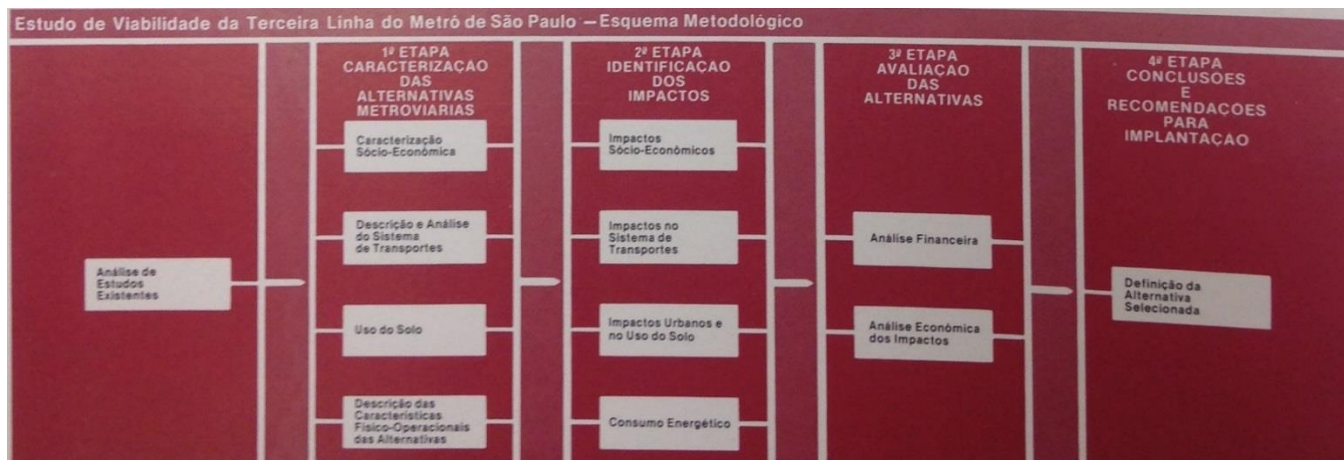 Estudo de Viabilidade da Terceira Linha do Metrô de São Paulo — Esquema Metodológico
Análise de
Estudos
Existentes
1ª ETAPA
CARACTERIZAÇÃO
DAS
ALTERNATIVAS
METROVIARIAS
Caracterização
Sócio-Econômica
Descrição e Análise
do Sistema
de Transportes
Uso do Solo
Descrição das
Características
Físico-Operacionais
das Alternativas
2ª ETAPA
IDENTIFICAÇÃO
DOS
IMPACTOS
Impactos
Sócio-Econômicos
Impactos no
Sistema de
Transportes
Impactos Urbanos e
no Uso do Solo
Consumo Energético
3ª ETAPA
AVALIAÇÃO
DAS
ALTERNATIVAS
Análise Financeira
Análise Econômica
dos Impactos
4ª ETAPA
CONCLUSÕES
E
RECOMENDAÇÕES
PARA
IMPLANTAÇÃO
Definição da
Alternativa
Selecionada